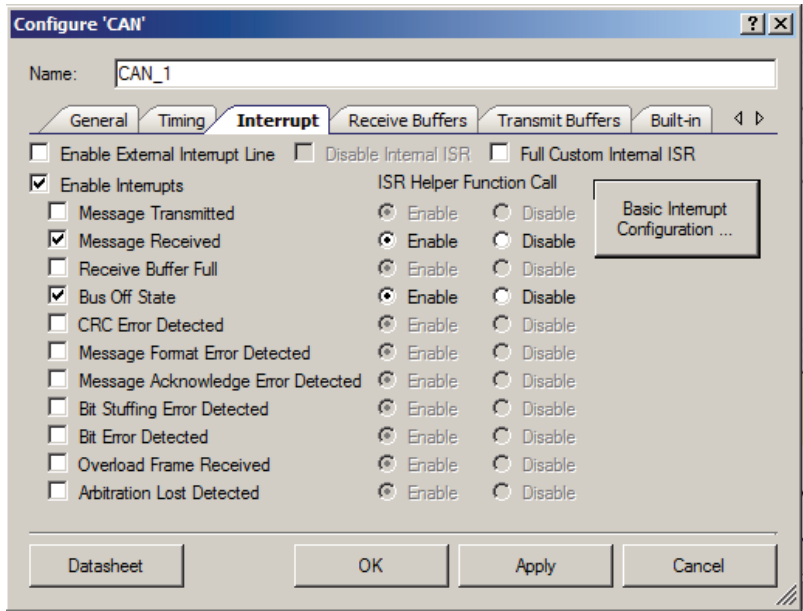 Configure 'CAN'
Name: CAN_1
General Timing Interrupt Receive Buffers Transmit Buffers Built-in
Enable External Interrupt Line Disable Internal ISR Full Custom Internal ISR
Enable Interrupts ISR Helper Function Call
Basic Interrupt
Configuration ...
Message Transmitted Enable Disable
Message Received Enable Disable
Receive Buffer Full Enable Disable
Bus Off State Enable Disable
CRC Error Detected Enable Disable
Message Format Error Detected Enable Disable
Message Acknowledge Error Detected Enable Disable
Bit Stuffing Error Detected Enable Disable
Bit Error Detected Enable Disable
Overload Frame Received Enable Disable
Arbitration Lost Detected Enable Disable
Datasheet OK Apply Cancel